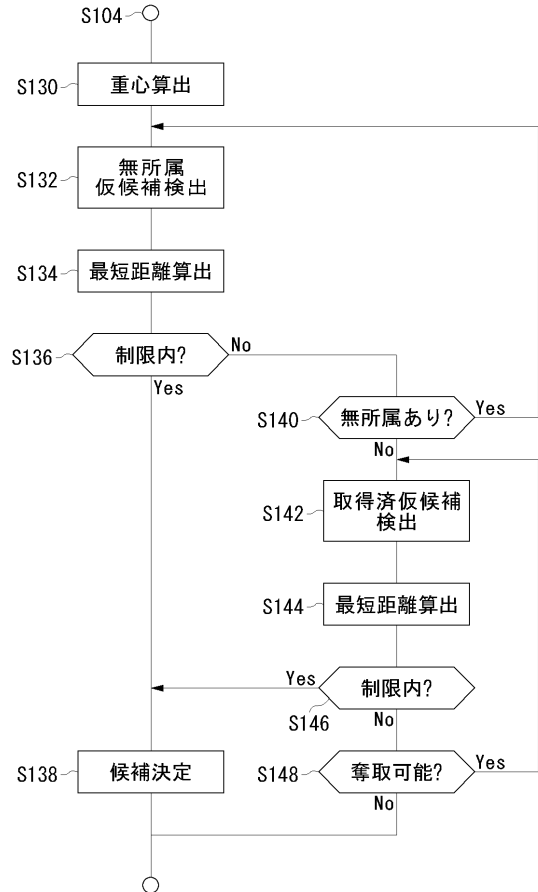 S104
S130
重心算出
S132
無所属
仮候補検出
S134
最短距離算出
S136
制限内?
No
Yes
S140
無所属あり?
Yes
No
S142
取得済仮候補
検出
S144
最短距離算出
Yes
制限内?
S146
No
S138
候補決定
S148
奪取可能?
Yes
No